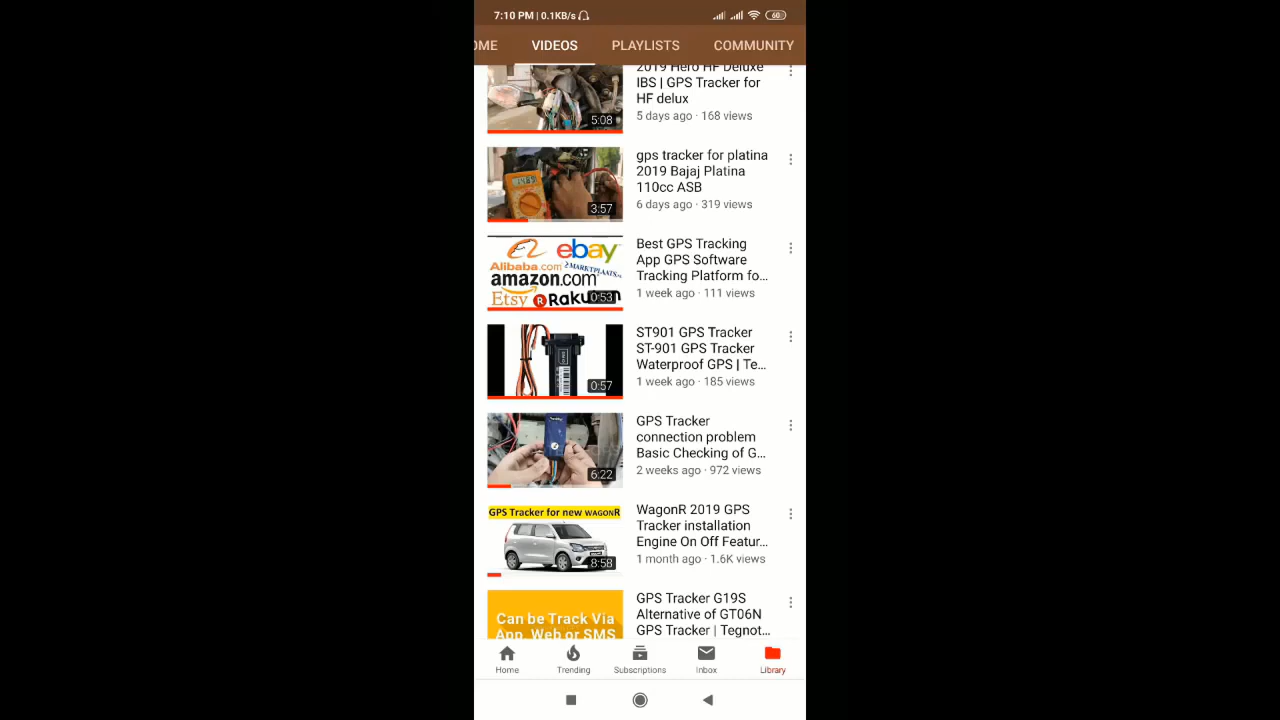 7:10 PM | 0.1KB/s
60
OME VIDEOS PLAYLISTS COMMUNITY
2019 Hero HF Deluxe
IBS | GPS Tracker for
HF delux
5 days ago · 168 views
5:08
gps tracker for platina
2019 Bajaj Platina
110cc ASB
6 days ago · 319 views
3:57
ebay
Alibaba.com
amazon.com
Etsy Rakuten
0:53
Best GPS Tracking
App GPS Software
Tracking Platform fo...
1 week ago · 111 views
0:57
ST901 GPS Tracker
ST-901 GPS Tracker
Waterproof GPS | Te...
1 week ago · 185 views
6:22
GPS Tracker
connection problem
Basic Checking of G...
2 weeks ago · 972 views
GPS Tracker for new WAGONR
8:58
WagonR 2019 GPS
Tracker installation
Engine On Off Featur...
1 month ago · 1.6K views
Can be Track Via
App, Web or SMS
GPS Tracker G19S
Alternative of GT06N
GPS Tracker | Tegnot...
Home Trending Subscriptions Inbox Library